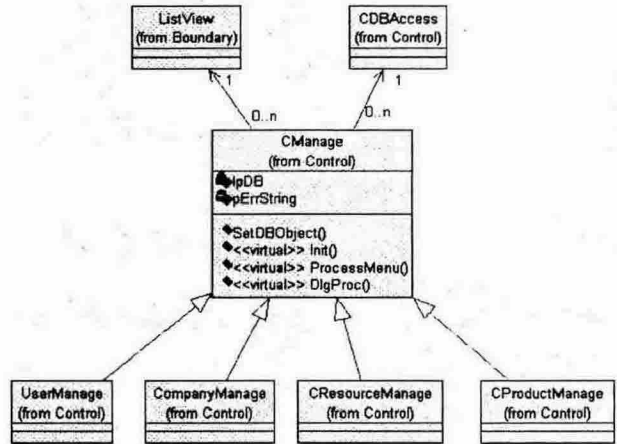 ListView
(from Boundary)
CDBAccess
(from Control)
1
1
0..n
0..n
CManage
(from Control)
lpDB
pErrString
SetDBObject()
<<virtual>> Init()
<<virtual>> ProcessMenu()
<<virtual>> DlgProc()
UserManage
(from Control)
CompanyManage
(from Control)
CResourceManage
(from Control)
CProductManage
(from Control)